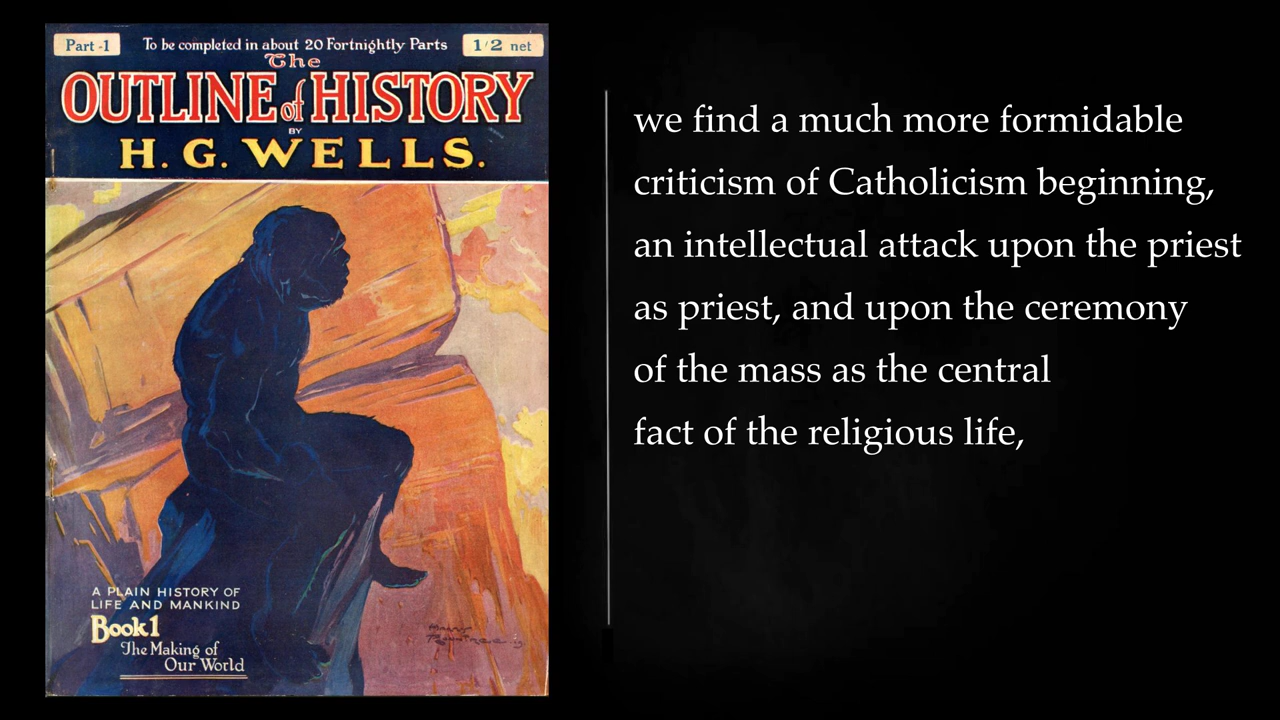 Part -1
To be completed in about 20 Fortnightly Parts
1/2 net
The
OUTLINE of HISTORY
BY
H. G. WELLS.
A PLAIN HISTORY OF
LIFE AND MANKIND
Book 1
The Making of
Our World
we find a much more formidable
criticism of Catholicism beginning,
an intellectual attack upon the priest
as priest, and upon the ceremony
of the mass as the central
fact of the religious life,